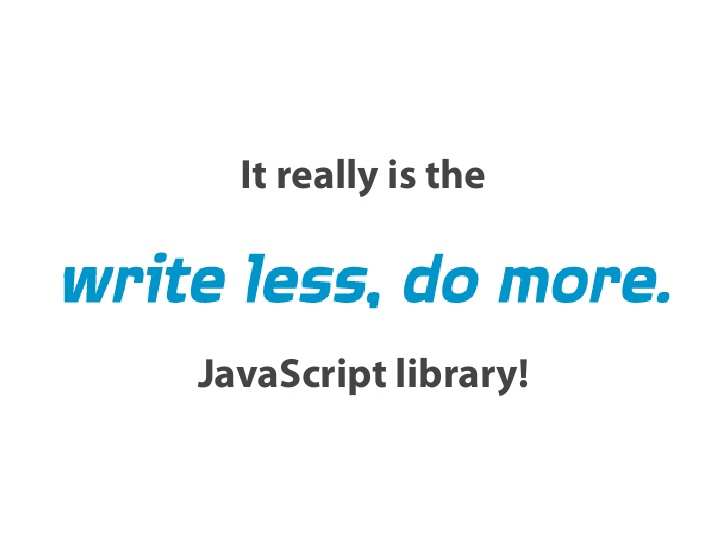 It really is the
write less, do more.
JavaScript library!